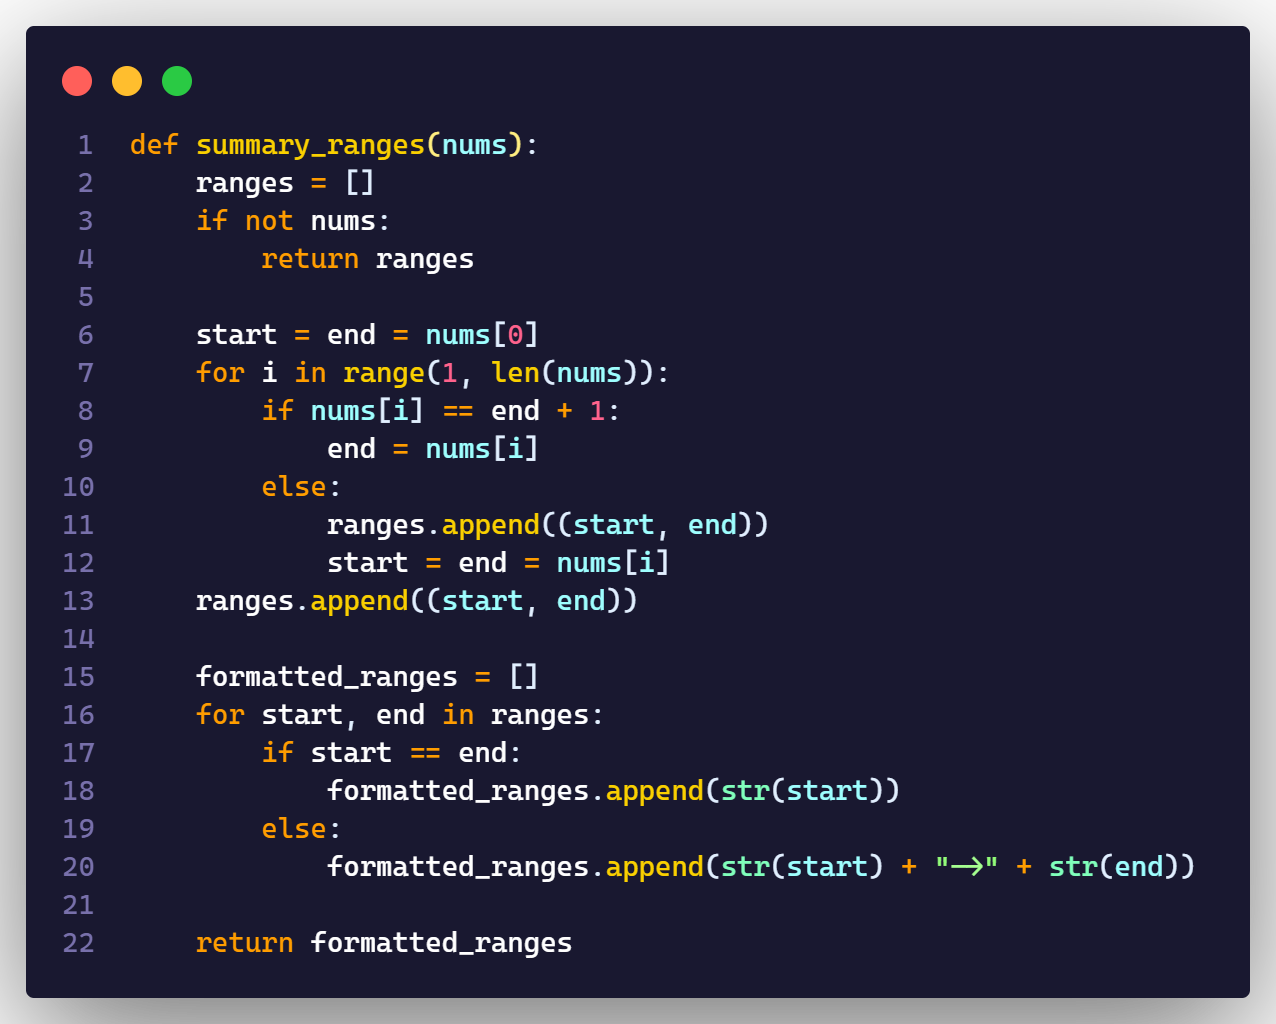 1 def summary_ranges(nums):
2     ranges = []
3     if not nums:
4         return ranges
5
6     start = end = nums[0]
7     for i in range(1, len(nums)):
8         if nums[i] == end + 1:
9             end = nums[i]
10         else:
11             ranges.append((start, end))
12             start = end = nums[i]
13     ranges.append((start, end))
14
15     formatted_ranges = []
16     for start, end in ranges:
17         if start == end:
18             formatted_ranges.append(str(start))
19         else:
20             formatted_ranges.append(str(start) + "->" + str(end))
21
22     return formatted_ranges